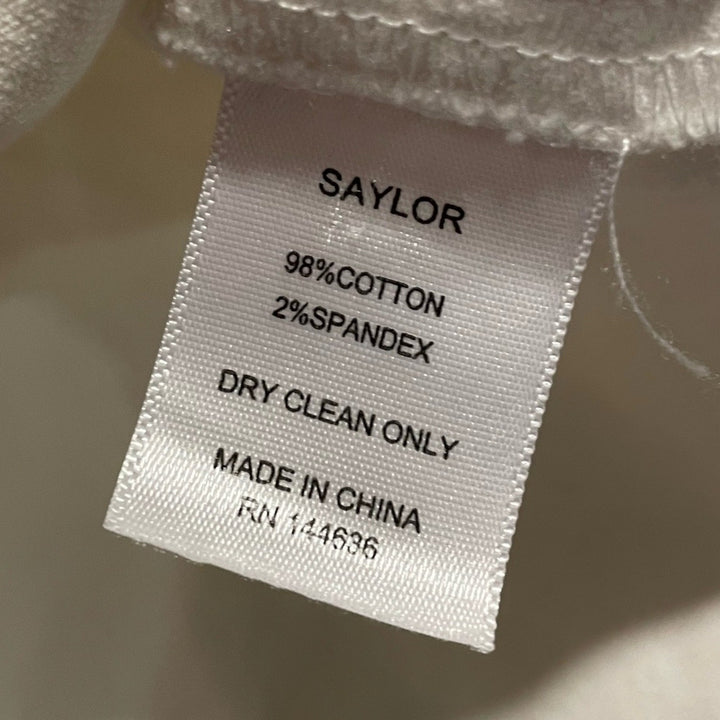 SAYLOR
98%COTTON
2%SPANDEX
DRY CLEAN ONLY
MADE IN CHINA
RN 144636